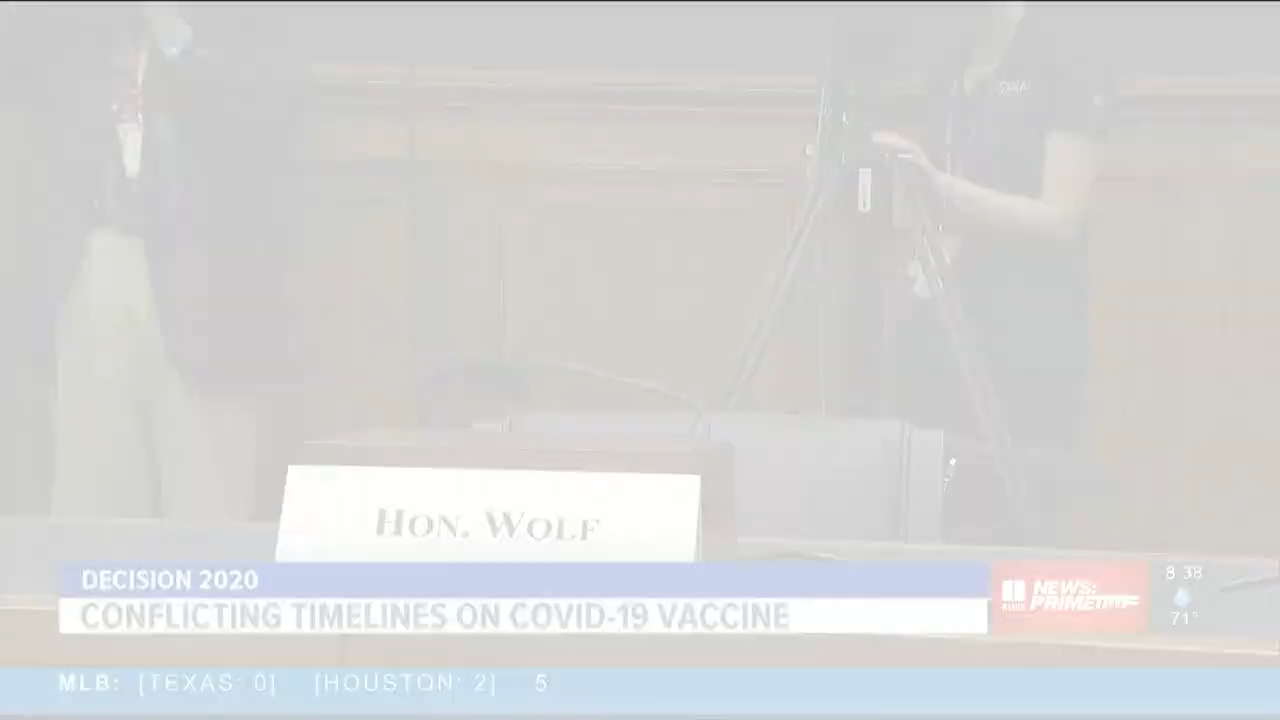 HON. WOLF
DECISION 2020
CONFLICTING TIMELINES ON COVID-19 VACCINE
NEWS:
PRIMETIME
8:38
71°
MLB: [TEXAS: 0] [HOUSTON: 2] 5